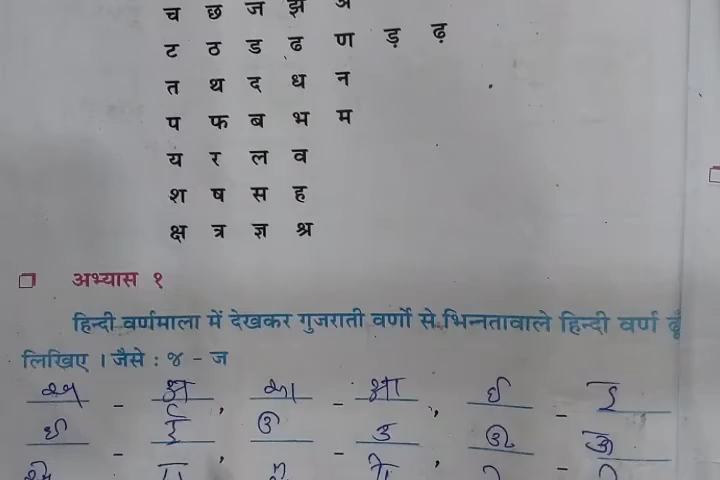 च छ ज झ ञ
ट ठ ड ढ ण ड़ ढ़
त थ द ध न
प फ ब भ म
य र ल व
श ष स ह
क्ष त्र ज्ञ श्र
अभ्यास १
हिन्दी वर्णमाला में देखकर गुजराती वर्णों से भिन्नतावाले हिन्दी वर्ण
लिखिए । जैसे : જ - ज
અ - अ, આ - आ, ઇ - इ
ઈ - ई, ઉ - उ, ઊ - ऊ